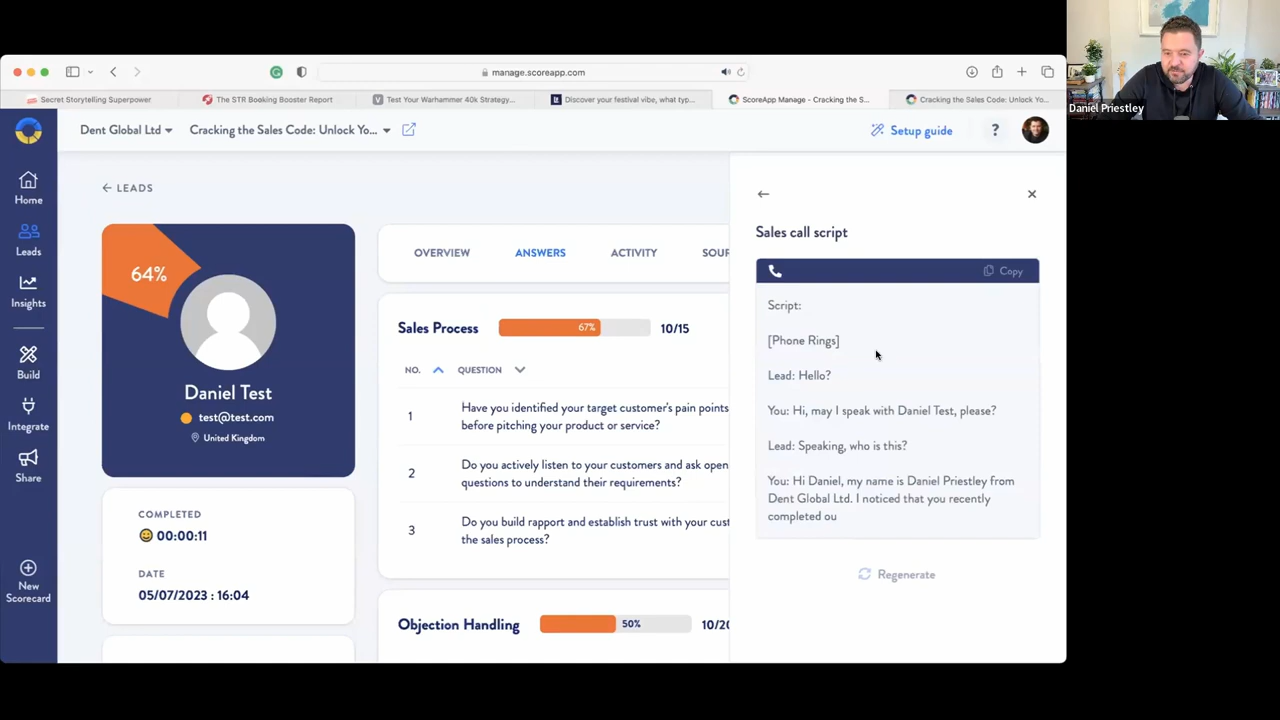 manage.scoreapp.com
Secret Storytelling Superpower
The STR Booking Booster Report
Test Your Warhammer 40k Strategy...
Discover your festival vibe, what typ...
ScoreApp Manage - Cracking the S...
Cracking the Sales Code: Unlock Yo...
Daniel Priestley
Dent Global Ltd
Cracking the Sales Code: Unlock Yo...
Setup guide
?
Home
Leads
Insights
Build
Integrate
Share
New
Scorecard
LEADS
64%
Daniel Test
test@test.com
United Kingdom
COMPLETED
00:00:11
DATE
05/07/2023 : 16:04
OVERVIEW
ANSWERS
ACTIVITY
SOUR
Sales Process
67%
10/15
NO.
QUESTION
1
Have you identified your target customer's pain points
before pitching your product or service?
2
Do you actively listen to your customers and ask open
questions to understand their requirements?
3
Do you build rapport and establish trust with your cust
the sales process?
Objection Handling
50%
10/20
Sales call script
Copy
Script:
[Phone Rings]
Lead: Hello?
You: Hi, may I speak with Daniel Test, please?
Lead: Speaking, who is this?
You: Hi Daniel, my name is Daniel Priestley from
Dent Global Ltd. I noticed that you recently
completed ou
Regenerate